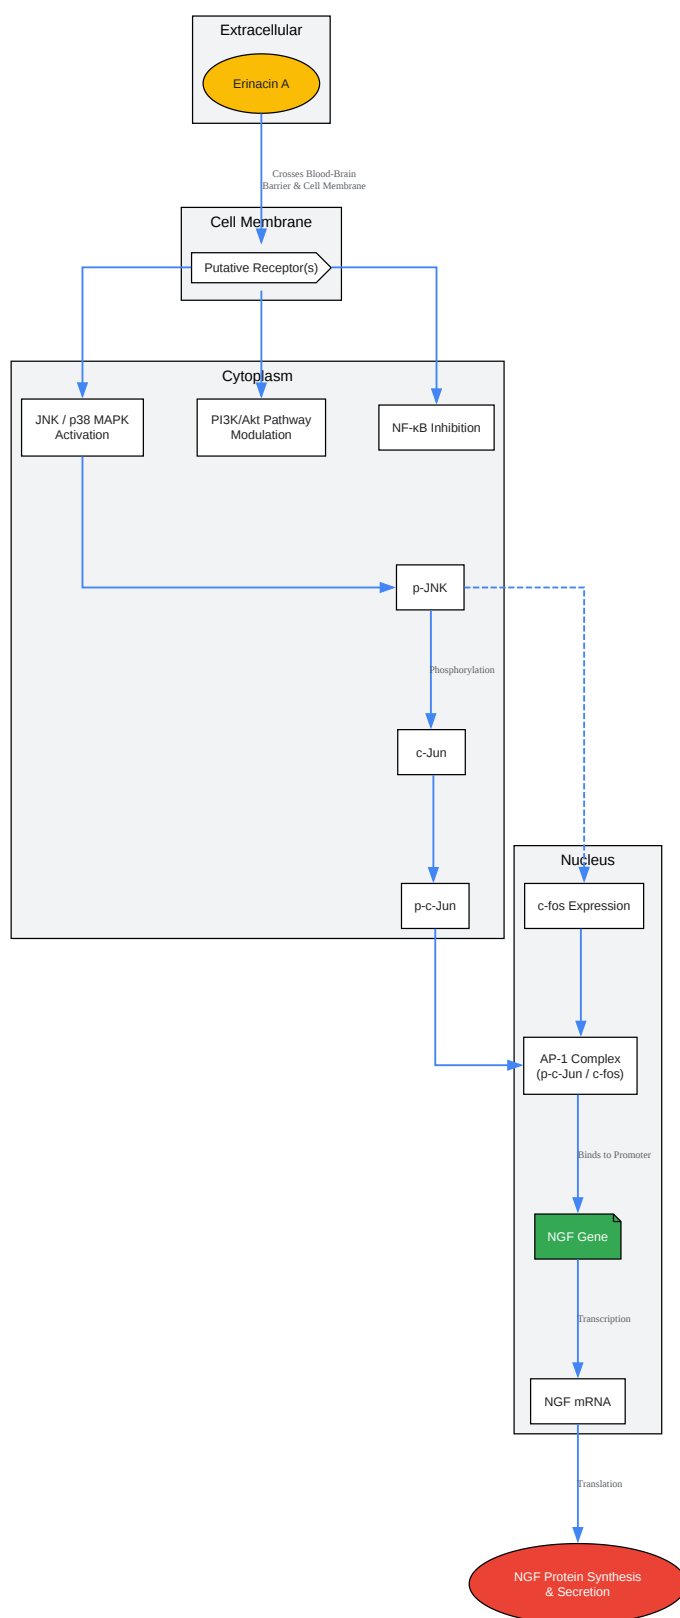 Extracellular
Erinacin A
Crosses Blood-Brain
Barrier & Cell Membrane
Cell Membrane
Putative Receptor(s)
Cytoplasm
JNK / p38 MAPK
Activation
PI3K/Akt Pathway
Modulation
NF-κB Inhibition
p-JNK
Phosphorylation
c-Jun
p-c-Jun
Nucleus
c-fos Expression
AP-1 Complex
(p-c-Jun / c-fos)
Binds to Promoter
NGF Gene
Transcription
NGF mRNA
Translation
NGF Protein Synthesis
& Secretion